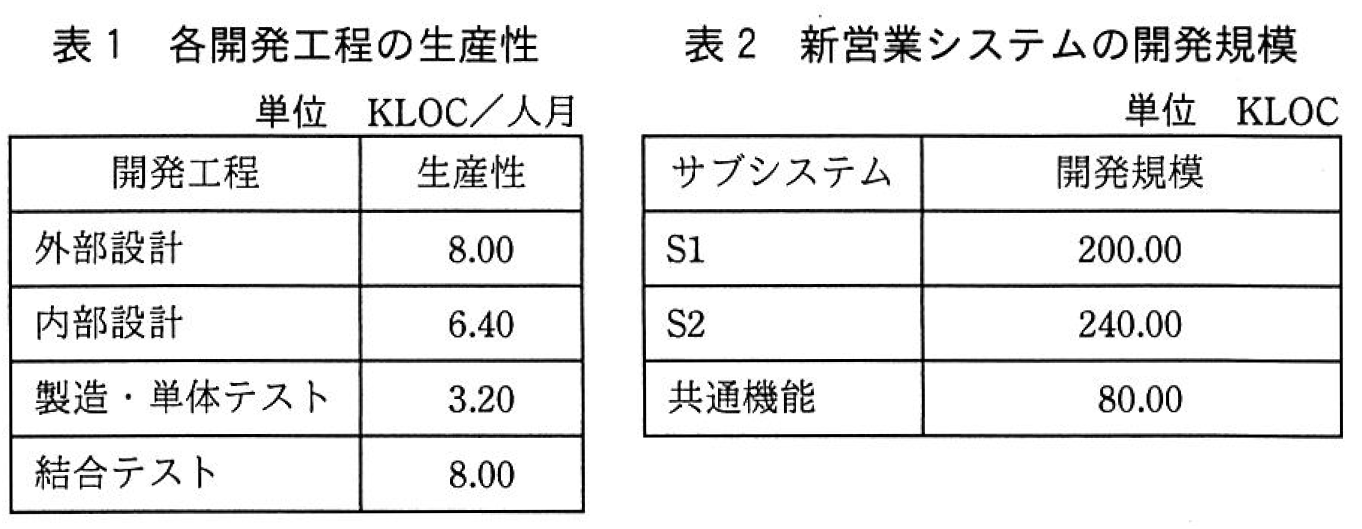 表1 各開発工程の生産性
単位 KLOC/人月
開発工程 生産性
外部設計 8.00
内部設計 6.40
製造・単体テスト 3.20
結合テスト 8.00
表2 新営業システムの開発規模
単位 KLOC
サブシステム 開発規模
S1 200.00
S2 240.00
共通機能 80.00